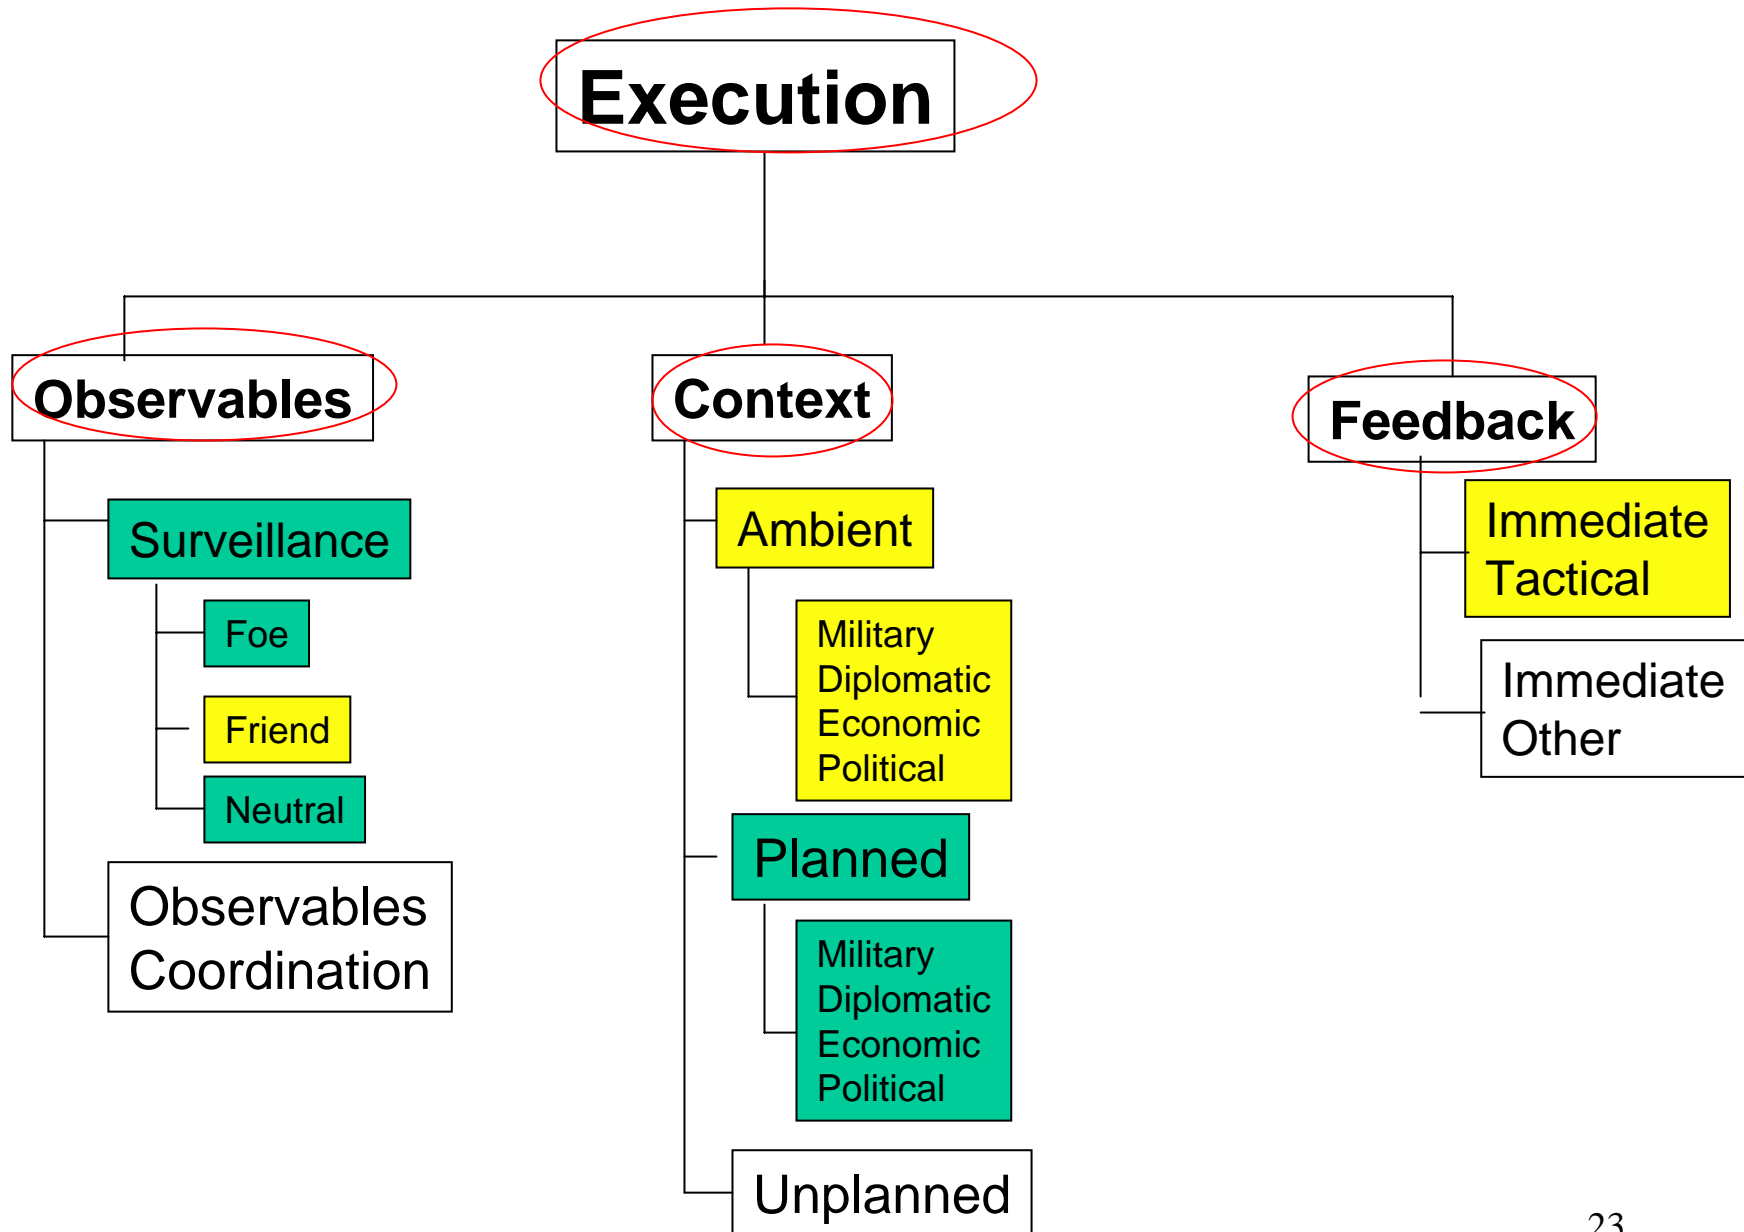 Execution
Observables
Surveillance
Foe
Friend
Neutral
Observables
Coordination
Context
Ambient
Military
Diplomatic
Economic
Political
Planned
Military
Diplomatic
Economic
Political
Unplanned
Feedback
Immediate
Tactical
Immediate
Other
23